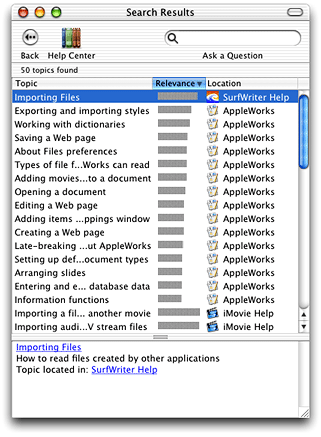 Search Results
Back Help Center Ask a Question
50 topics found
Topic Relevance Location
Importing Files SurfWriter Help
Exporting and importing styles AppleWorks
Working with dictionaries AppleWorks
Saving a Web page AppleWorks
About Files preferences AppleWorks
Types of file f...Works can read AppleWorks
Adding movies...to a document AppleWorks
Opening a document AppleWorks
Editing a Web page AppleWorks
Adding items ...ppings window AppleWorks
Creating a Web page AppleWorks
Late-breaking ...ut AppleWorks AppleWorks
Setting up def...ocument types AppleWorks
Arranging slides AppleWorks
Entering and e... database data AppleWorks
Information functions AppleWorks
Importing a fil... another movie iMovie Help
Importing audi...V stream files iMovie Help
Importing Files
How to read files created by other applications
Topic located in: SurfWriter Help